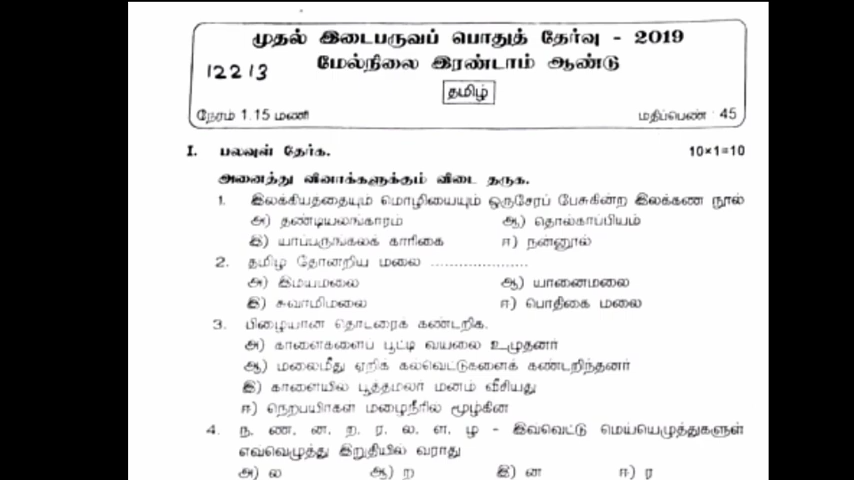 முதல் இடைபருவப் பொதுத் தேர்வு - 2019
12213
மேல்நிலை இரண்டாம் ஆண்டு
தமிழ்
நேரம் 1.15 மணி மதிப்பெண் : 45
I. பலவுள் தேர்க. 10×1=10
அனைத்து வினாக்களுக்கும் விடை தருக.
1. இலக்கியத்தையும் மொழியையும் ஒருசேரப் பேசுகின்ற இலக்கண நூல்
அ) தண்டியலங்காரம் ஆ) தொல்காப்பியம்
இ) யாப்பருங்கலக் காரிகை ஈ) நன்னூல்
2. தமிழ் தோன்றிய மலை ....................
அ) இமயமலை ஆ) யானைமலை
இ) சுவாமிமலை ஈ) பொதிகை மலை
3. பிழையான தொடரைக் கண்டறிக.
அ) காளைகளைப் பூட்டி வயலை உழுதனர்
ஆ) மலைமீது ஏறிக் கல்வெட்டுகளைக் கண்டறிந்தனர்
இ) காளையில் பூத்தமலர் மணம் வீசியது
ஈ) நெற்பயிர்கள் மழைநீரில் மூழ்கின
4. ந, ண, ன, ற, ர, ல, ள, ழ - இவ்வெட்டு மெய்யெழுத்துகளுள்
எவ்வெழுத்து இறுதியில் வராது
அ) ல ஆ) ற இ) ன ஈ) ர